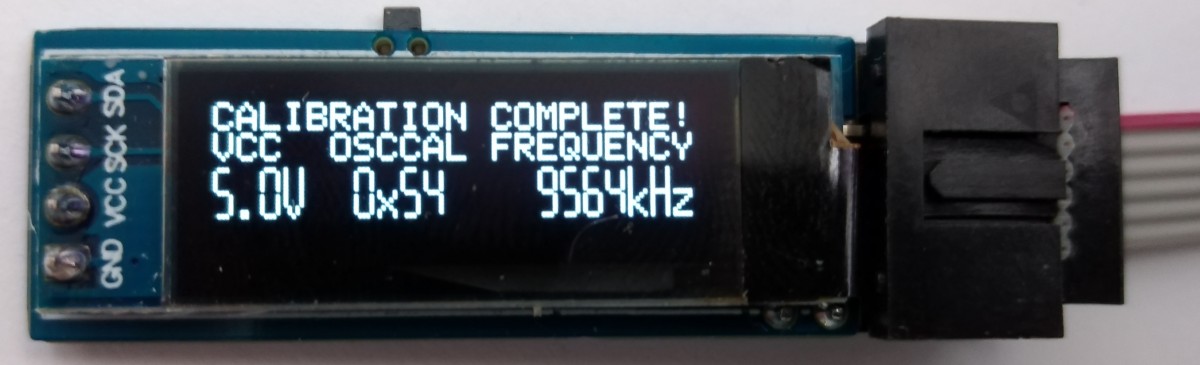 CALIBRATION COMPLETE!
VCC OSCCAL FREQUENCY
5.0V 0x54 9564kHz
SDA
SCK
VCC
GND